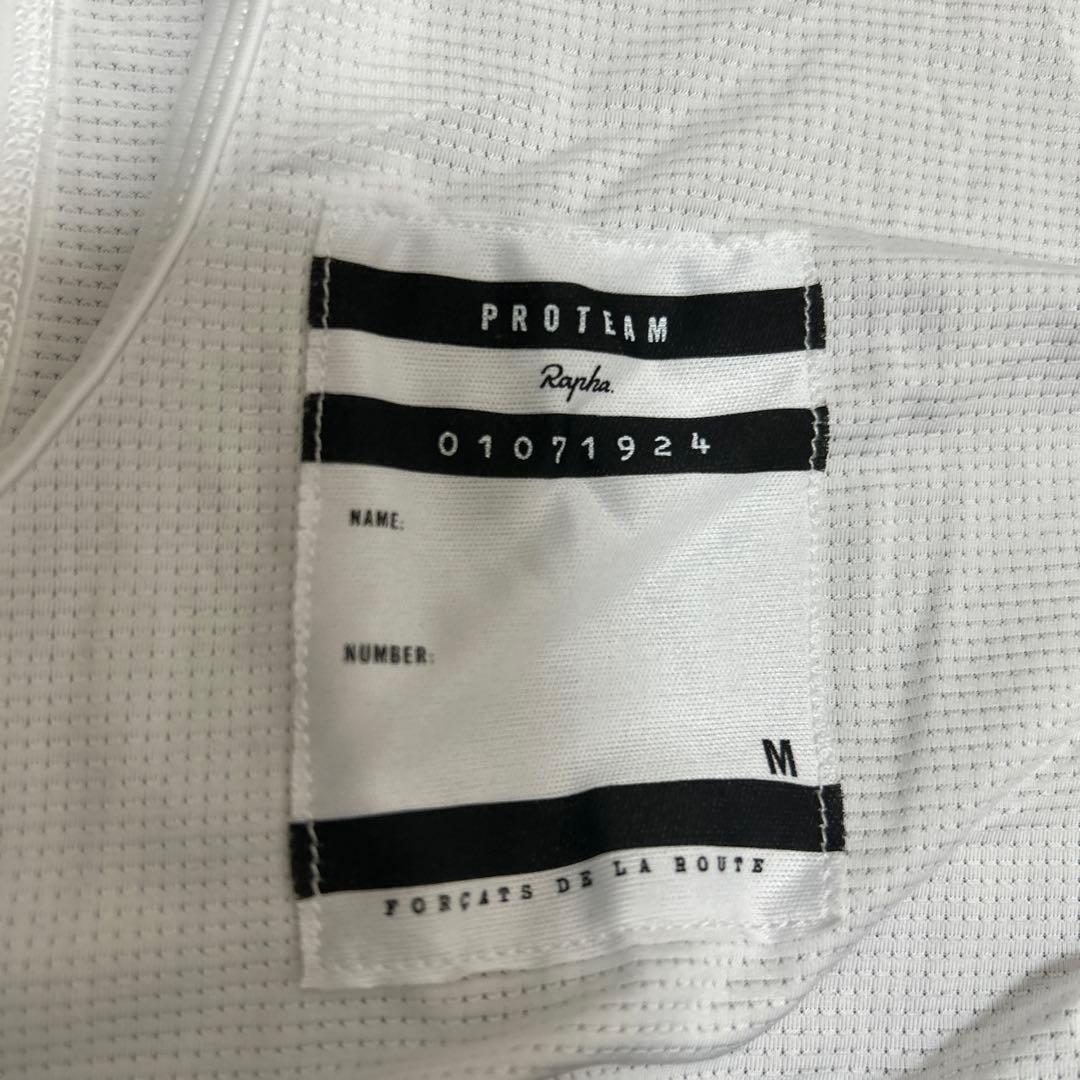 PROTEAM
Rapha.
01071924
NAME:
NUMBER:
M
FORÇATS DE LA ROUTE